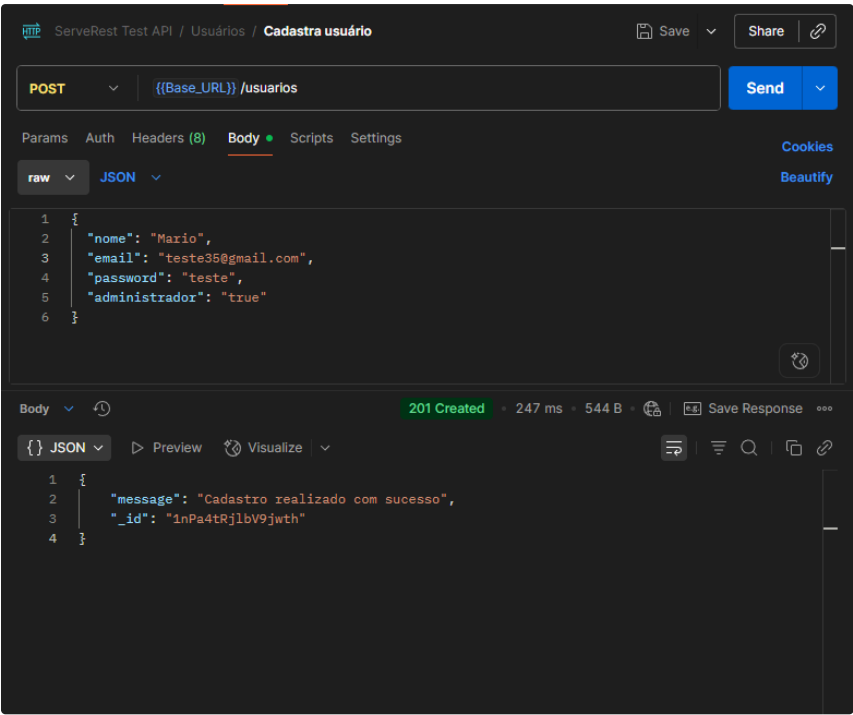 HTTP ServeRest Test API / Usuários / Cadastra usuário Save Share
POST {{Base_URL}} /usuarios Send
Params Auth Headers (8) Body Scripts Settings Cookies
raw JSON Beautify
1 {
2 "nome": "Mario",
3 "email": "teste35@gmail.com",
4 "password": "teste",
5 "administrador": "true"
6 }
Body 201 Created 247 ms 544 B e.g. Save Response
{} JSON Preview Visualize
1 {
2 "message": "Cadastro realizado com sucesso",
3 "_id": "1nPa4tRjlbV9jwth"
4 }